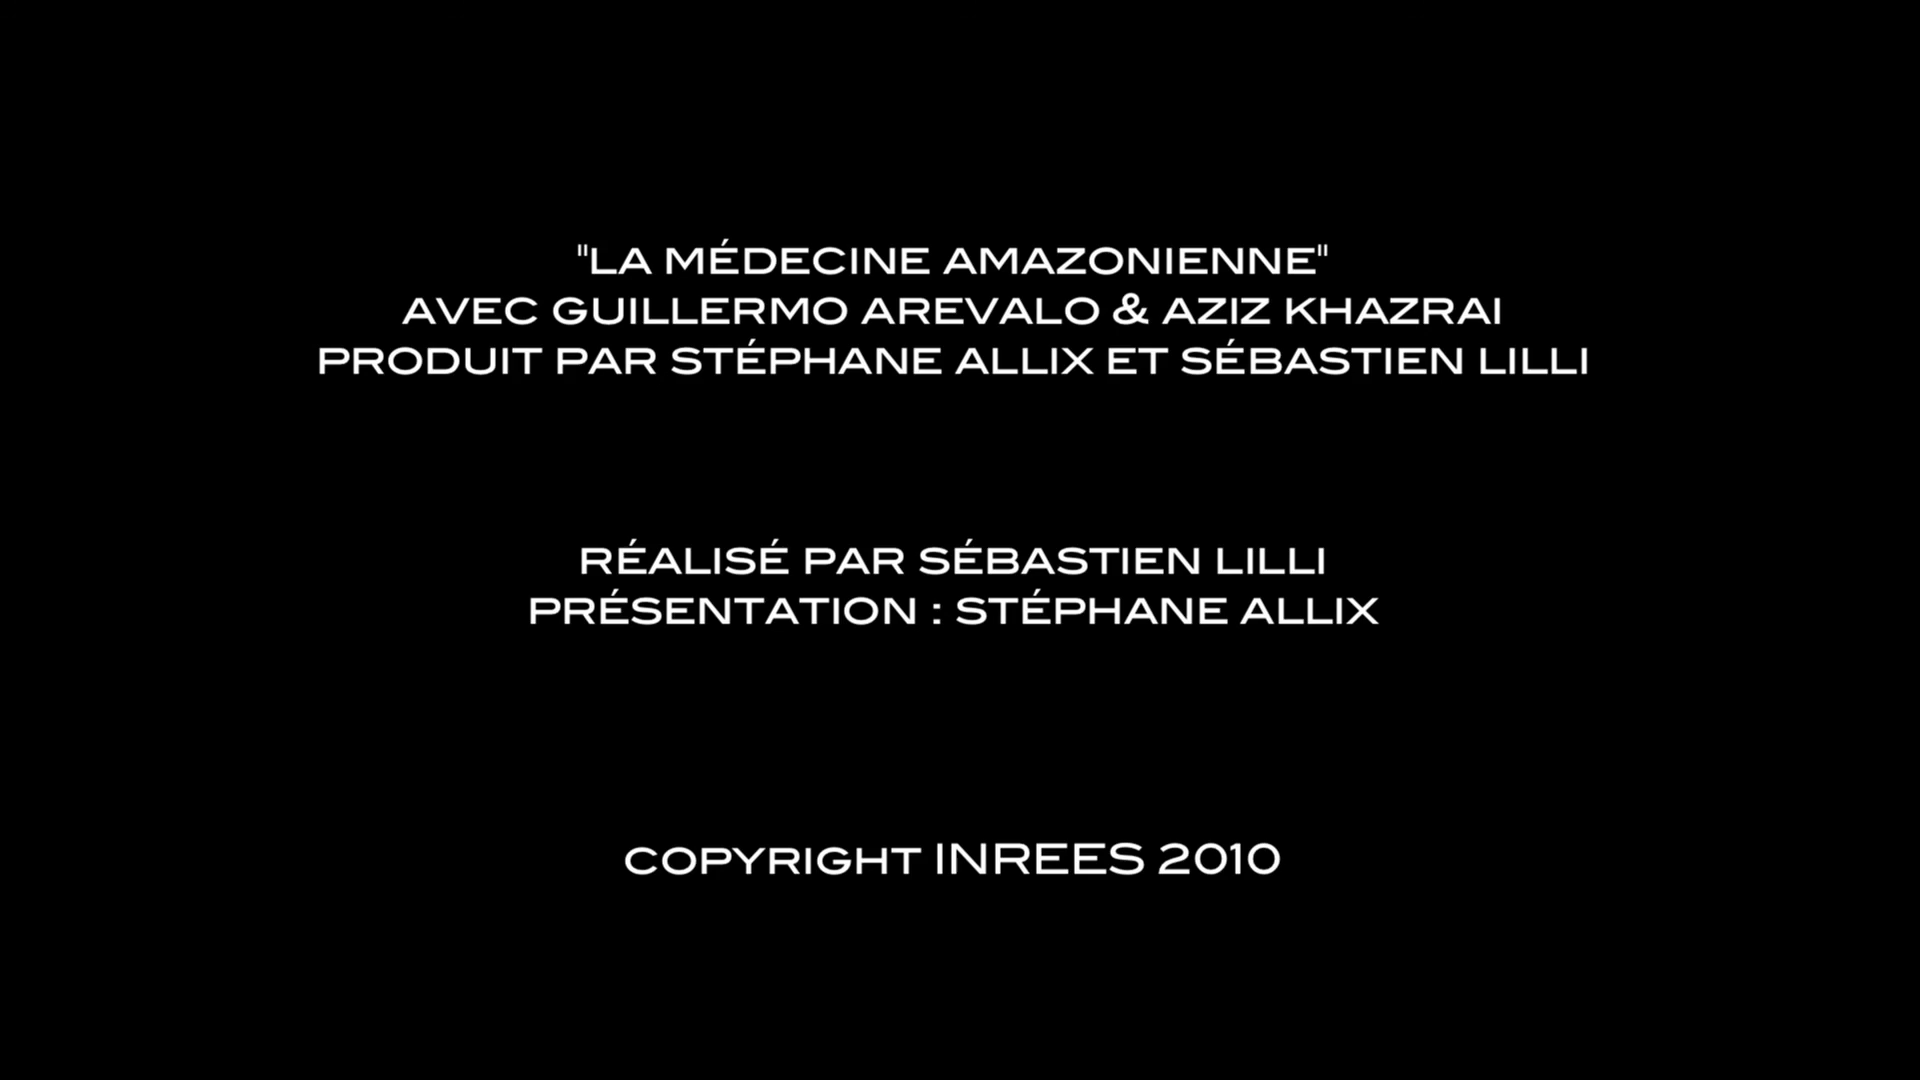 "LA MÉDECINE AMAZONIENNE"
AVEC GUILLERMO AREVALO & AZIZ KHAZRAI
PRODUIT PAR STÉPHANE ALLIX ET SÉBASTIEN LILLI
RÉALISÉ PAR SÉBASTIEN LILLI
PRÉSENTATION : STÉPHANE ALLIX
COPYRIGHT INREES 2010